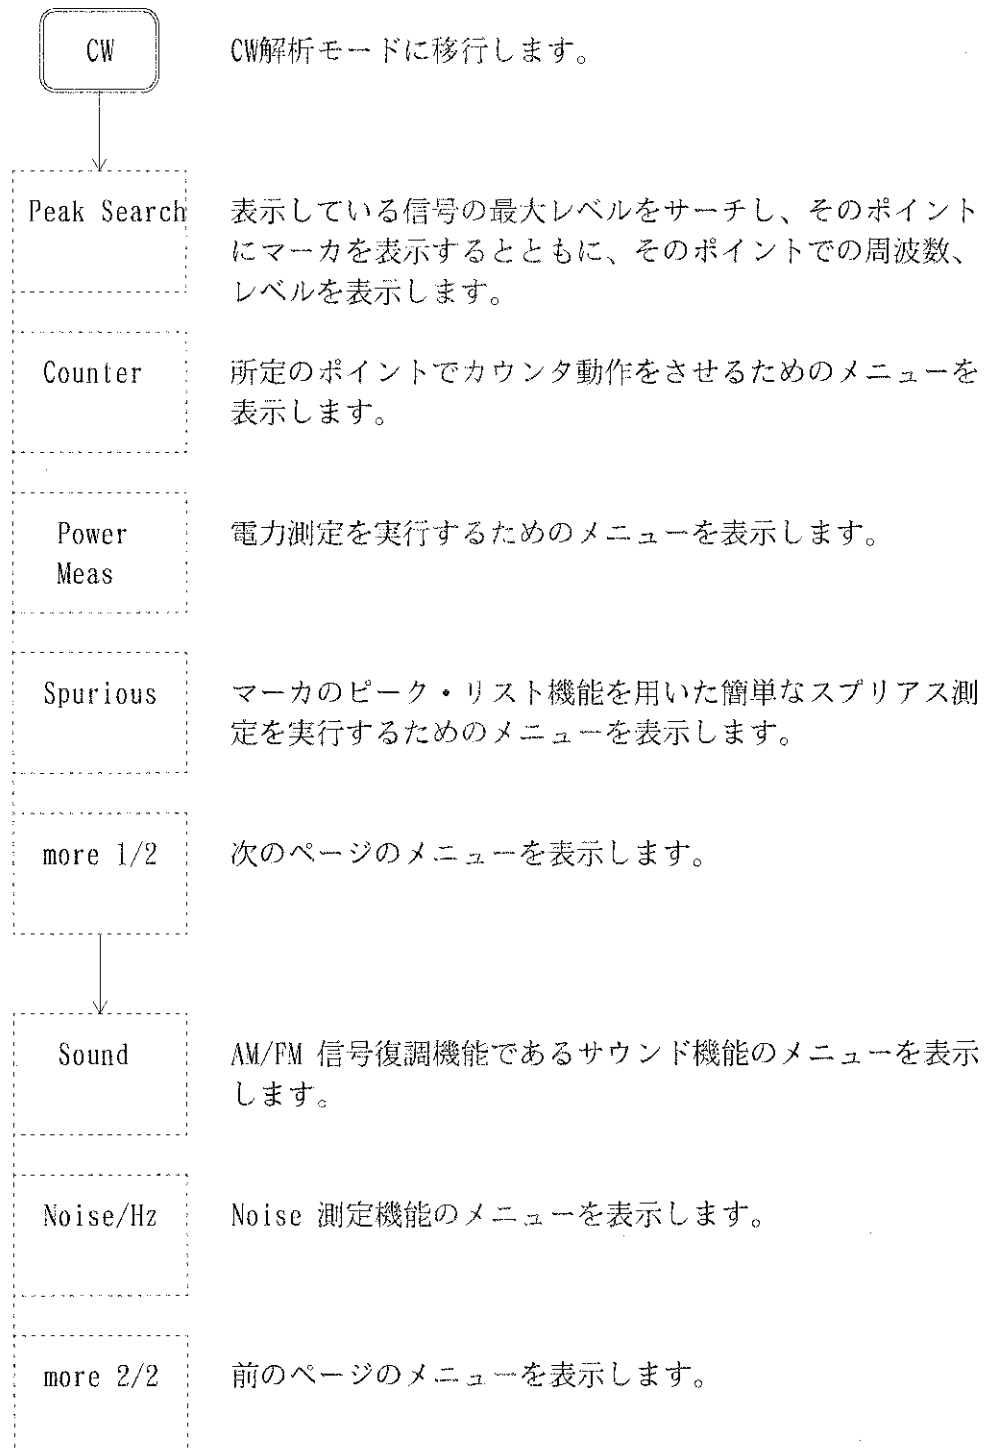 CW CW解析モードに移行します。
Peak Search 表示している信号の最大レベルをサーチし、そのポイント
にマーカを表示するとともに、そのポイントでの周波数、
レベルを表示します。
Counter 所定のポイントでカウンタ動作をさせるためのメニューを
表示します。
Power 電力測定を実行するためのメニューを表示します。
Meas
Spurious マーカのピーク・リスト機能を用いた簡単なスプリアス測
定を実行するためのメニューを表示します。
more 1/2 次のページのメニューを表示します。
Sound AM/FM 信号復調機能であるサウンド機能のメニューを表示
します。
Noise/Hz Noise 測定機能のメニューを表示します。
more 2/2 前のページのメニューを表示します。